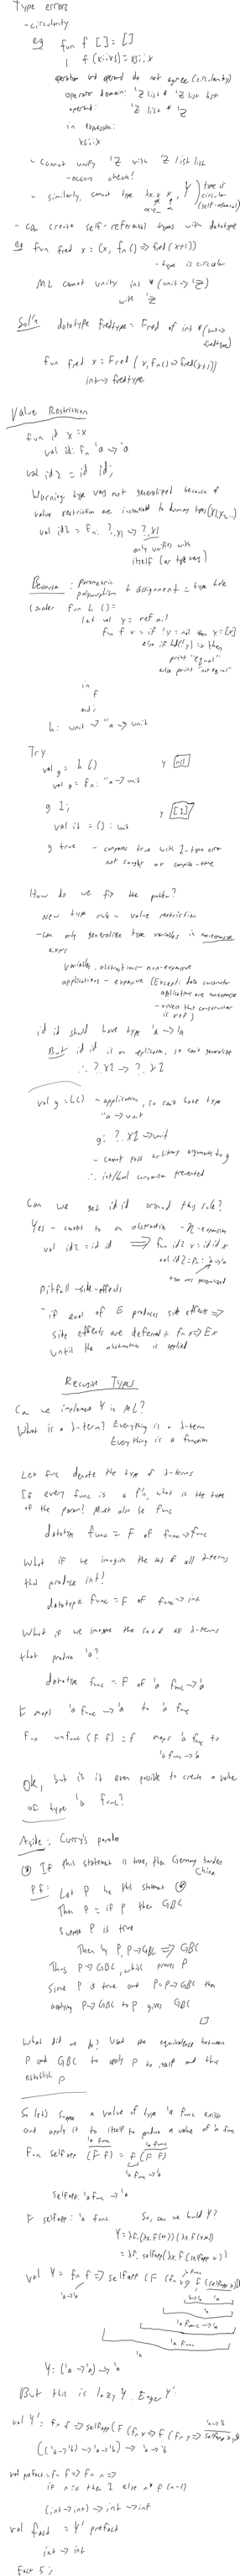 Type errors
- circularity
eg fun f [] = []
| f (x::xs) = xs::x
operator and operand do not agree (circularity)
operator domain: 'Z list * 'Z list list
operand: 'Z list * 'Z
in expression:
xs::x
- cannot unify 'Z with 'Z list list
- occurs check!
- similarly, cannot type λx. x x, Y) type is circular (self-referential)
- can create self-referential types with datatype
eg fun fred x = (x, fn () => fred (x+1))
- type is circular
ML cannot unify int * (unit -> 'Z)
with 'Z
Sol'n datatype fredtype = Fred of int * (unit -> fredtype)
fun fred x = Fred (x, fn () => fred(x+1))
int -> fredtype
Value Restriction
fun id x = x
val id: fn 'a -> 'a
val id2 = id id;
Warning: type vars not generalized because of
value restriction are instantiated to dummy types (X1, X2, ...)
val id2 = fn: ?.X1 -> ?.X1
only unifies with
itself (or type vars)
Because: parametric polymorphism + assignment = type hole
Consider fun h () =
let val y = ref nil
fun f x = if !y = nil then y := [x]
else if hd(!y) = x then
print "equal"
else print "not equal"
in
f
end;
h: unit -> ''a -> unit
Try
val g = h () y nil
val g = fn: ''a -> unit
g 1; y [1]
val it = () : unit
g true - compares true with 1 - type error
not caught at compile-time
How do we fix the problem?
New type rule - value restriction
- can only generalize type variables in nonexpansive
exprs
variables, abstractions - non-expansive
applications - expansive (Except: data constructor
applications are nonexpansive
- unless that constructor
is ref)
id id should have type 'a -> 'a
But id id is an application, so can't generalize
∴ ?.X1 -> ?.X1
val g = h() - application, so can't have type
''a -> unit
g: ?.X1 -> unit
- cannot pass arbitrary arguments to g
∴ int/bool comparison prevented
Can we get id id around this rule?
Yes - convert to an abstraction - η-expansion
val id2 = id id => fun id2 x = id id x
val id2 = fn: 'a -> 'a
type vars generalized
Pitfall - side-effects
- if eval of E produces side effects =>
side effects are deferred in fn x => E x
until the abstraction is applied
Recursive Types
Can we implement Y in ML?
What is a λ-term? Everything is a λ-term
Everything is a function
Let func denote the type of λ-terms
If every func is a f'n, what is the type
of the param? Must also be func
datatype func = F of func -> func
What if we imagine the set of all λ-terms
that produce int?
datatype func = F of func -> int
What if we imagine the set of all λ-terms
that produce 'a?
datatype 'a func = F of 'a func -> 'a
F maps 'a func -> 'a to 'a func
Fun unfunc (F f) = f maps 'a func to
'a func -> 'a
Ok, but is it even possible to create a value
of type 'a func?
Aside: Curry's paradox
If this statement is true, then Germany borders
China
Pf: Let P be this statement
Then P = if P then GBC
Suppose P is true
Then by P, P -> GBC => GBC
Thus P -> GBC, which proves P
Since P is true and P = P -> GBC then
applying P -> GBC to P gives GBC
What did we do? Used the equivalence between
P and GBC to apply P to itself and thus
establish P
So let's suppose a value of type 'a func exists
and apply it to itself to produce a value of 'a func
Fun selfapp (F f) = f (F f)
'a func -> 'a
selfapp: 'a func -> 'a
F selfapp: 'a func So, can we build Y?
Y = λf. (λx. f(xx)) (λx. f(xx))
= λf. selfapp (λx. f (selfapp x))
val Y = fn f => selfapp (F (fn x => f (selfapp x)))
'a -> 'a
'a
'a func -> 'a
'a func
'a
Y: ('a -> 'a) -> 'a
But this is lazy Y. Eager Y':
val Y' = fn f => selfapp (F (fn x => f (fn y => selfapp x y)))
(('a -> 'b) -> 'a -> 'b) -> 'a -> 'b
val prefact = fn f => fn n =>
if n = 0 then 1 else n * f (n-1)
(int -> int) -> int -> int
val fact = Y' prefact
int -> int
fact 5;